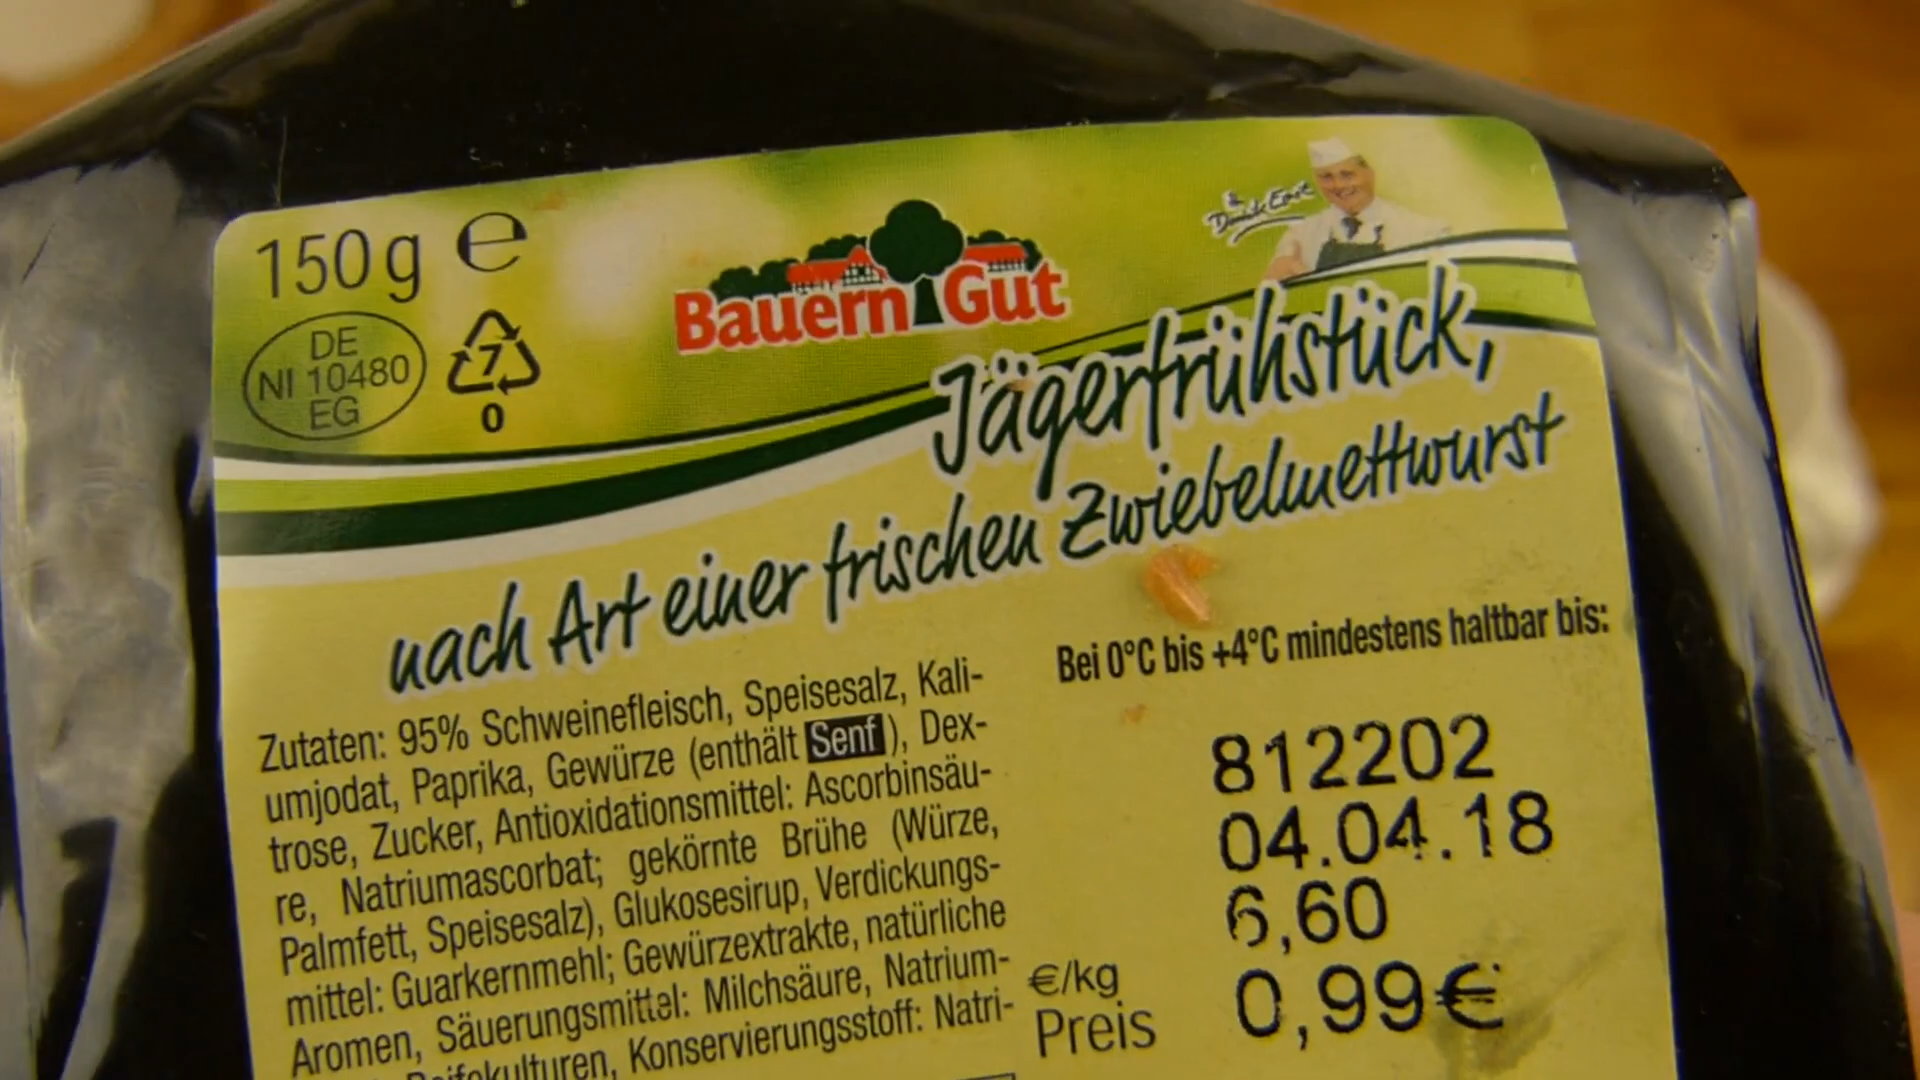 150g e
DE
NI 10480
EG
7
0
Bauern Gut
Jägerfrühstück,
nach Art einer frischen Zwiebelmettwurst
Zutaten: 95% Schweinefleisch, Speisesalz, Kali-
umjodat, Paprika, Gewürze (enthält Senf), Dex-
trose, Zucker, Antioxidationsmittel: Ascorbinsäu-
re, Natriumascorbat; gekörnte Brühe (Würze,
Palmfett, Speisesalz), Glukosesirup, Verdickungs-
mittel: Guarkernmehl; Gewürzextrakte, natürliche
Aromen, Säuerungsmittel: Milchsäure, Natrium-
Reifekulturen, Konservierungsstoff: Natri-
Bei 0°C bis +4°C mindestens haltbar bis:
812202
04.04.18
6,60
€/kg
0,99€
Preis